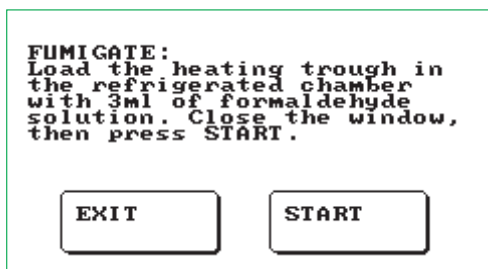 FUMIGATE:
Load the heating trough in
the refrigerated chamber
with 3ml of formaldehyde
solution. Close the window,
then press START.
EXIT
START